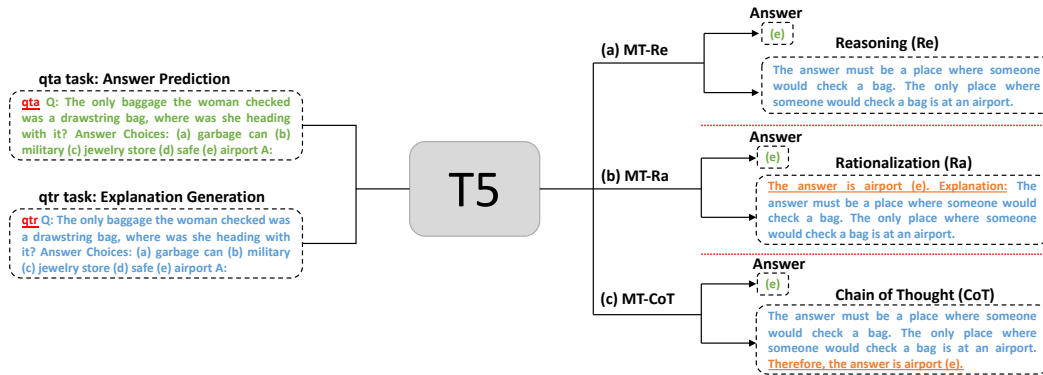 qta task: Answer Prediction
qta Q: The only baggage the woman checked
was a drawstring bag, where was she heading
with it? Answer Choices: (a) garbage can (b)
military (c) jewelry store (d) safe (e) airport A:
qtr task: Explanation Generation
qtr Q: The only baggage the woman checked was
a drawstring bag, where was she heading with
it? Answer Choices: (a) garbage can (b) military
(c) jewelry store (d) safe (e) airport A:
T5
(a) MT-Re
Answer
(e)
Reasoning (Re)
The answer must be a place where someone
would check a bag. The only place where
someone would check a bag is at an airport.
(b) MT-Ra
Answer
(e)
Rationalization (Ra)
The answer is airport (e). Explanation: The
answer must be a place where someone would
check a bag. The only place where someone
would check a bag is at an airport.
(c) MT-CoT
Answer
(e)
Chain of Thought (CoT)
The answer must be a place where someone
would check a bag. The only place where
someone would check a bag is at an airport.
Therefore, the answer is airport (e).